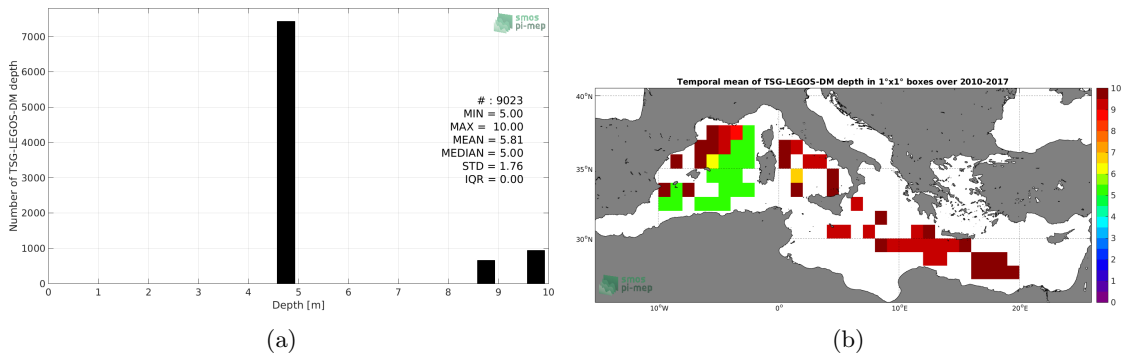 smos
pi-mep
7000
6000
5000
4000
3000
2000
1000
0
Number of TSG-LEGOS-DM depth
# : 9023
MIN = 5.00
MAX = 10.00
MEAN = 5.81
MEDIAN = 5.00
STD = 1.76
IQR = 0.00
0 1 2 3 4 5 6 7 8 9 10
Depth [m]
(a)
Temporal mean of TSG-LEGOS-DM depth in 1°x1° boxes over 2010-2017
40°N
35°N
30°N
10°W 0° 10°E 20°E
smos
pi-mep
10
9
8
7
6
5
4
3
2
1
0
(b)